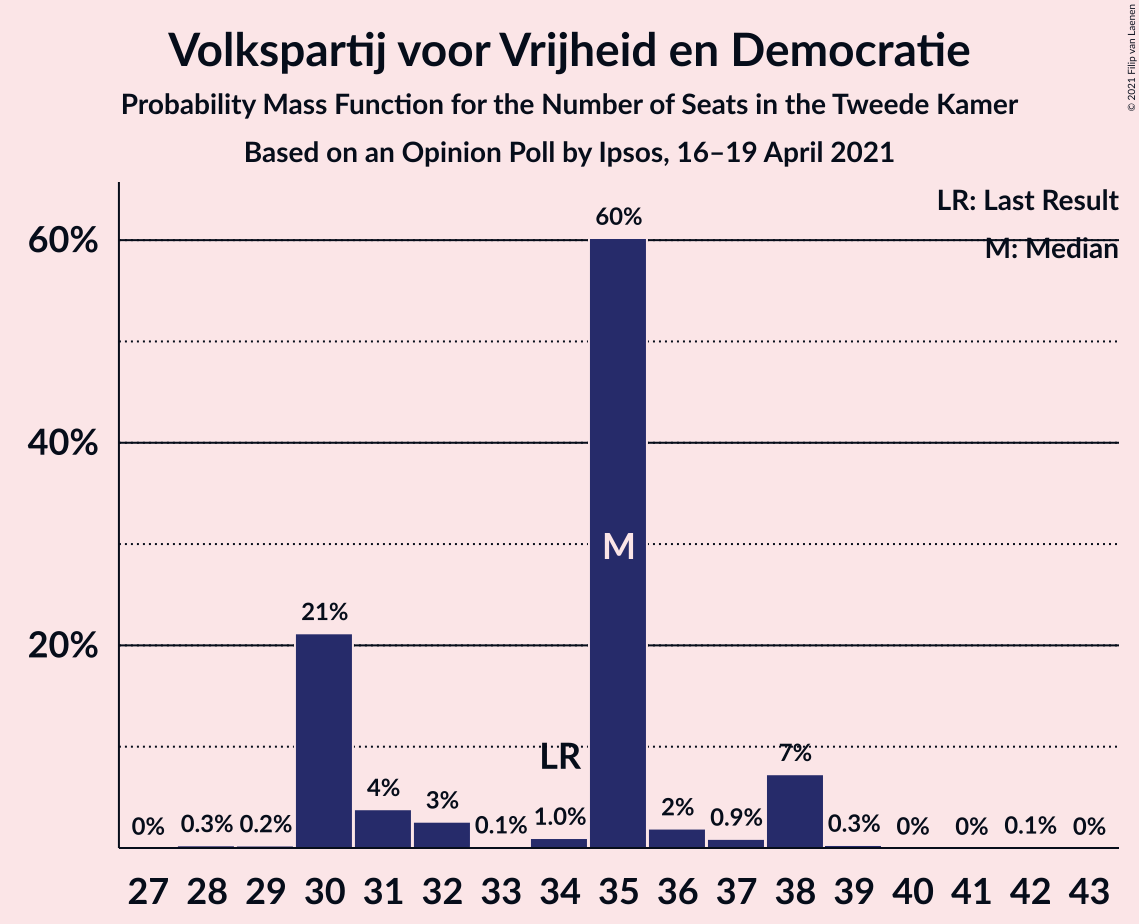 Volkspartij voor Vrijheid en Democratie
Probability Mass Function for the Number of Seats in the Tweede Kamer
Based on an Opinion Poll by Ipsos, 16–19 April 2021
© 2021 Filip van Laenen
LR: Last Result
M: Median
60%
40%
20%
0% 0.3% 0.2% 21% 4% 3% 0.1% 1.0% 60% 2% 0.9% 7% 0.3% 0% 0% 0.1% 0%
LR
M
27 28 29 30 31 32 33 34 35 36 37 38 39 40 41 42 43